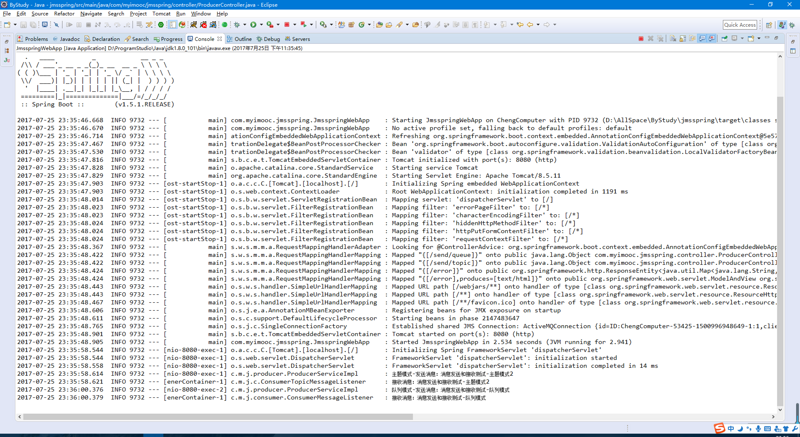 ByStudy - Java - jmsspring/src/main/java/com/myimooc/jmsspring/controller/ProducerController.java - Eclipse
File Edit Source Refactor Navigate Search Project Tomcat Run Window Help
Quick Access
Problems Javadoc Declaration Search Progress Console Debug Outline Servers
JmsspringWebApp [Java Application] D:\ProgramStudio\Java\jdk1.8.0_101\bin\javaw.exe (2017年7月25日 下午11:35:45)
:: Spring Boot :: (v1.5.1.RELEASE)
2017-07-25 23:35:46.668 INFO 9732 --- [ main] com.myimooc.jmsspring.JmsspringWebApp : Starting JmsspringWebApp on ChengComputer with PID 9732 (D:\AllSpace\ByStudy\jmsspring\target\classes s
2017-07-25 23:35:46.671 INFO 9732 --- [ main] com.myimooc.jmsspring.JmsspringWebApp : No active profile set, falling back to default profiles: default
2017-07-25 23:35:46.714 INFO 9732 --- [ main] ationConfigEmbeddedWebApplicationContext : Refreshing org.springframework.boot.context.embedded.AnnotationConfigEmbeddedWebApplicationContext@5e57
2017-07-25 23:35:47.467 INFO 9732 --- [ main] trationDelegate$BeanPostProcessorChecker : Bean 'org.springframework.boot.autoconfigure.validation.ValidationAutoConfiguration' of type [class org
2017-07-25 23:35:47.530 INFO 9732 --- [ main] trationDelegate$BeanPostProcessorChecker : Bean 'validator' of type [class org.springframework.validation.beanvalidation.LocalValidatorFactoryBean
2017-07-25 23:35:47.816 INFO 9732 --- [ main] s.b.c.e.t.TomcatEmbeddedServletContainer : Tomcat initialized with port(s): 8080 (http)
2017-07-25 23:35:47.828 INFO 9732 --- [ main] o.apache.catalina.core.StandardService : Starting service Tomcat
2017-07-25 23:35:47.829 INFO 9732 --- [ main] org.apache.catalina.core.StandardEngine : Starting Servlet Engine: Apache Tomcat/8.5.11
2017-07-25 23:35:47.903 INFO 9732 --- [ost-startStop-1] o.a.c.c.C.[Tomcat].[localhost].[/] : Initializing Spring embedded WebApplicationContext
2017-07-25 23:35:47.903 INFO 9732 --- [ost-startStop-1] o.s.web.context.ContextLoader : Root WebApplicationContext: initialization completed in 1191 ms
2017-07-25 23:35:48.014 INFO 9732 --- [ost-startStop-1] o.s.b.w.servlet.ServletRegistrationBean : Mapping servlet: 'dispatcherServlet' to [/]
2017-07-25 23:35:48.023 INFO 9732 --- [ost-startStop-1] o.s.b.w.servlet.FilterRegistrationBean : Mapping filter: 'errorPageFilter' to: [/*]
2017-07-25 23:35:48.023 INFO 9732 --- [ost-startStop-1] o.s.b.w.servlet.FilterRegistrationBean : Mapping filter: 'characterEncodingFilter' to: [/*]
2017-07-25 23:35:48.024 INFO 9732 --- [ost-startStop-1] o.s.b.w.servlet.FilterRegistrationBean : Mapping filter: 'hiddenHttpMethodFilter' to: [/*]
2017-07-25 23:35:48.024 INFO 9732 --- [ost-startStop-1] o.s.b.w.servlet.FilterRegistrationBean : Mapping filter: 'httpPutFormContentFilter' to: [/*]
2017-07-25 23:35:48.024 INFO 9732 --- [ost-startStop-1] o.s.b.w.servlet.FilterRegistrationBean : Mapping filter: 'requestContextFilter' to: [/*]
2017-07-25 23:35:48.367 INFO 9732 --- [ main] s.w.s.m.m.a.RequestMappingHandlerAdapter : Looking for @ControllerAdvice: org.springframework.boot.context.embedded.AnnotationConfigEmbeddedWebApp
2017-07-25 23:35:48.422 INFO 9732 --- [ main] s.w.s.m.m.a.RequestMappingHandlerMapping : Mapped "{[/send/queue]}" onto public java.lang.Object com.myimooc.jmsspring.controller.ProducerControll
2017-07-25 23:35:48.422 INFO 9732 --- [ main] s.w.s.m.m.a.RequestMappingHandlerMapping : Mapped "{[/send/topic]}" onto public java.lang.Object com.myimooc.jmsspring.controller.ProducerControll
2017-07-25 23:35:48.424 INFO 9732 --- [ main] s.w.s.m.m.a.RequestMappingHandlerMapping : Mapped "{[/error]}" onto public org.springframework.http.ResponseEntity<java.util.Map<java.lang.String,
2017-07-25 23:35:48.424 INFO 9732 --- [ main] s.w.s.m.m.a.RequestMappingHandlerMapping : Mapped "{[/error],produces=[text/html]}" onto public org.springframework.web.servlet.ModelAndView org.s
2017-07-25 23:35:48.443 INFO 9732 --- [ main] o.s.w.s.handler.SimpleUrlHandlerMapping : Mapped URL path [/webjars/**] onto handler of type [class org.springframework.web.servlet.resource.Reso
2017-07-25 23:35:48.443 INFO 9732 --- [ main] o.s.w.s.handler.SimpleUrlHandlerMapping : Mapped URL path [/**] onto handler of type [class org.springframework.web.servlet.resource.ResourceHttp
2017-07-25 23:35:48.467 INFO 9732 --- [ main] o.s.w.s.handler.SimpleUrlHandlerMapping : Mapped URL path [/**/favicon.ico] onto handler of type [class org.springframework.web.servlet.resource.
2017-07-25 23:35:48.606 INFO 9732 --- [ main] o.s.j.e.a.AnnotationMBeanExporter : Registering beans for JMX exposure on startup
2017-07-25 23:35:48.611 INFO 9732 --- [ main] o.s.c.support.DefaultLifecycleProcessor : Starting beans in phase 2147483647
2017-07-25 23:35:48.765 INFO 9732 --- [ main] o.s.j.c.SingleConnectionFactory : Established shared JMS Connection: ActiveMQConnection {id=ID:ChengComputer-53425-1500996948649-1:1,clie
2017-07-25 23:35:48.901 INFO 9732 --- [ main] s.b.c.e.t.TomcatEmbeddedServletContainer : Tomcat started on port(s): 8080 (http)
2017-07-25 23:35:48.905 INFO 9732 --- [ main] com.myimooc.jmsspring.JmsspringWebApp : Started JmsspringWebApp in 2.534 seconds (JVM running for 2.941)
2017-07-25 23:35:58.544 INFO 9732 --- [nio-8080-exec-1] o.a.c.c.C.[Tomcat].[localhost].[/] : Initializing Spring FrameworkServlet 'dispatcherServlet'
2017-07-25 23:35:58.544 INFO 9732 --- [nio-8080-exec-1] o.s.web.servlet.DispatcherServlet : FrameworkServlet 'dispatcherServlet': initialization started
2017-07-25 23:35:58.558 INFO 9732 --- [nio-8080-exec-1] o.s.web.servlet.DispatcherServlet : FrameworkServlet 'dispatcherServlet': initialization completed in 14 ms
2017-07-25 23:35:58.614 INFO 9732 --- [nio-8080-exec-1] c.m.j.producer.ProducerServiceImpl : 主题模式-发送消息：消息发送和接收测试-主题模式2
2017-07-25 23:35:58.621 INFO 9732 --- [enerContainer-1] c.m.j.c.ConsumerTopicMessageListener : 接收消息：消息发送和接收测试-主题模式2
2017-07-25 23:36:00.376 INFO 9732 --- [nio-8080-exec-2] c.m.j.producer.ProducerServiceImpl : 队列模式-发送消息：消息发送和接收测试-队列模式
2017-07-25 23:36:00.379 INFO 9732 --- [enerContainer-1] c.m.j.consumer.ConsumerMessageListener : 接收消息：消息发送和接收测试-队列模式
中